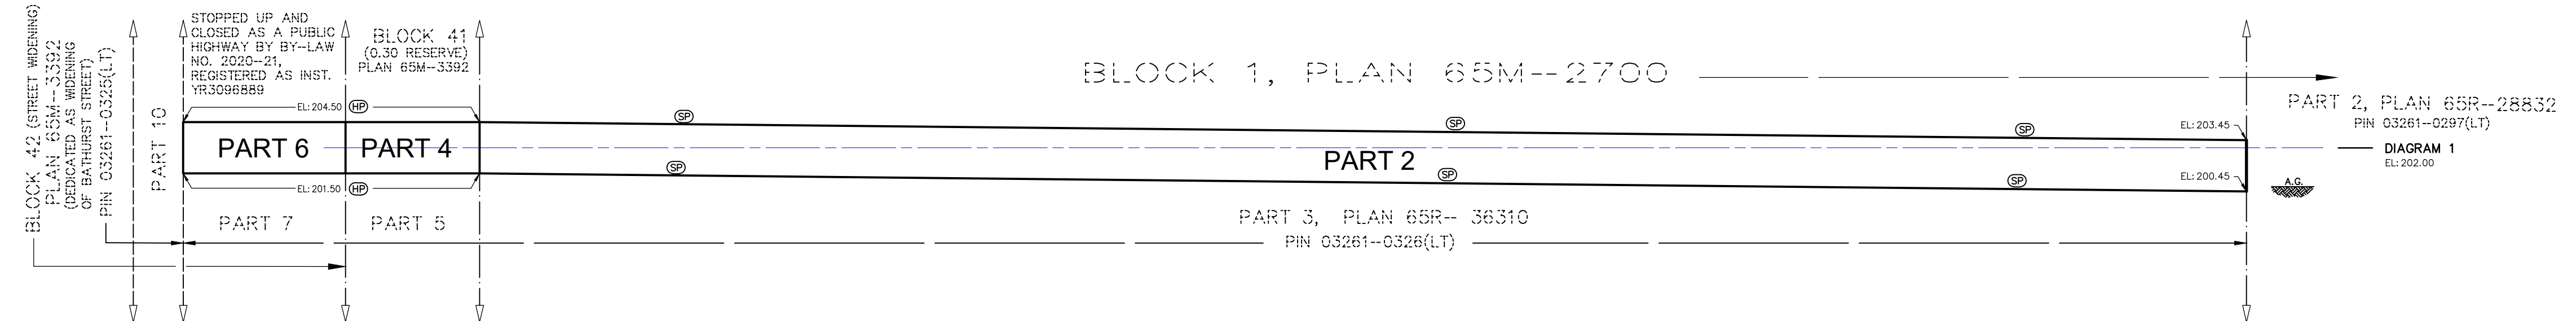 BLOCK 42 (STREET WIDENING)
PLAN 65M--3392
(DEDICATED AS WIDENING
OF BATHURST STREET)
PIN 03261--0325(LT)
PART 10
STOPPED UP AND
CLOSED AS A PUBLIC
HIGHWAY BY BY--LAW
NO. 2020--21,
REGISTERED AS INST.
YR3096889
BLOCK 41
(0.30 RESERVE)
PLAN 65M--3392
BLOCK 1, PLAN 65M--2700
PART 2, PLAN 65R--28832
PIN 03261--0297(LT)
EL: 204.50 HP
SP
SP
SP
EL: 203.45
PART 6
PART 4
PART 2
DIAGRAM 1
EL: 202.00
SP
SP
SP
EL: 200.45
A.G.
EL: 201.50 HP
PART 7
PART 5
PART 3, PLAN 65R-- 36310
PIN 03261--0326(LT)